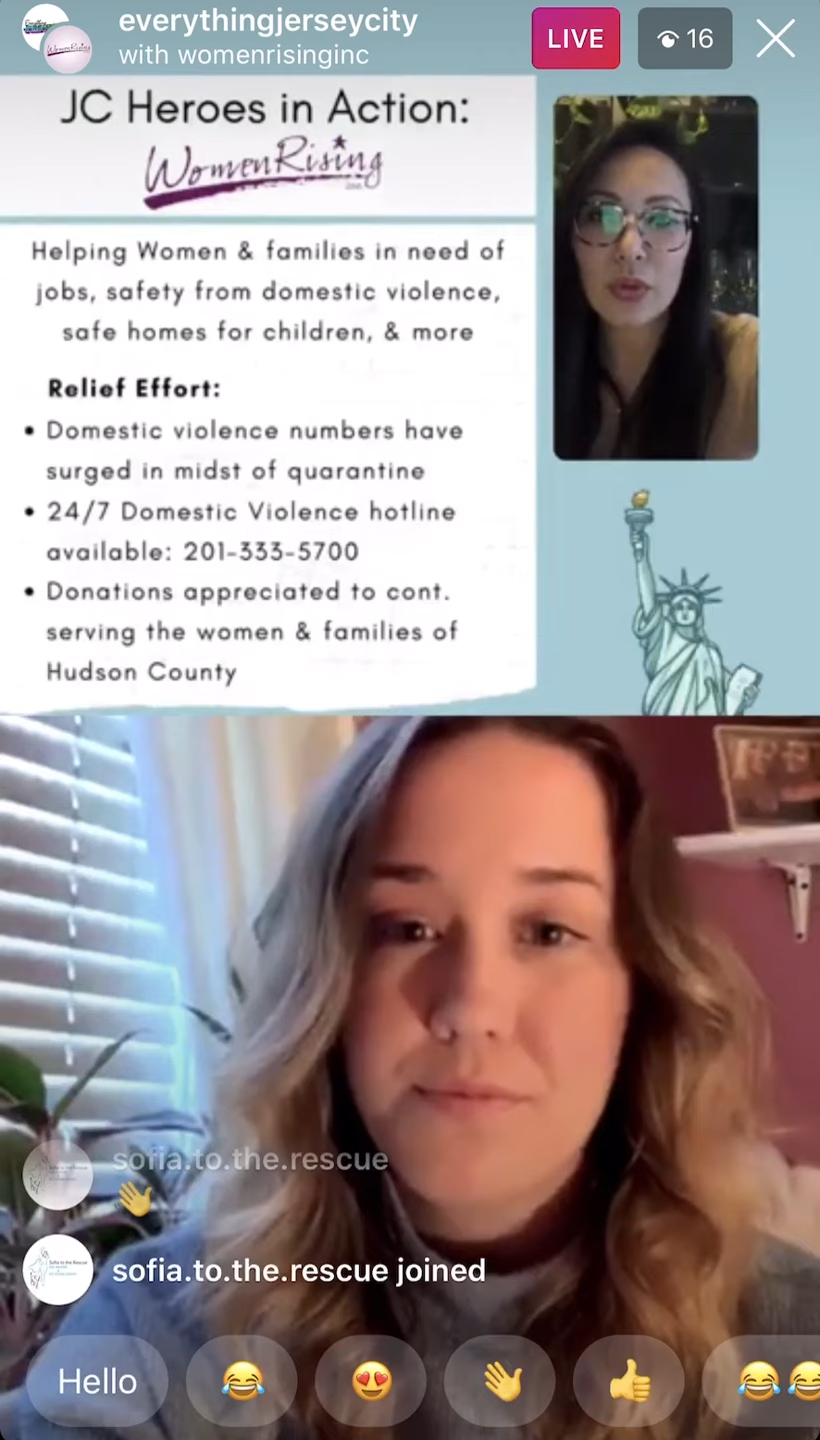 everythingjerseycity
with womenrisinginc
LIVE
16
JC Heroes in Action:
WomenRising
Helping Women & families in need of
jobs, safety from domestic violence,
safe homes for children, & more
Relief Effort:
• Domestic violence numbers have
surged in midst of quarantine
• 24/7 Domestic Violence hotline
available: 201-333-5700
• Donations appreciated to cont.
serving the women & families of
Hudson County
sofia.to.the.rescue
👋
sofia.to.the.rescue joined
Hello 😂 😍 👋 👍 😂😂